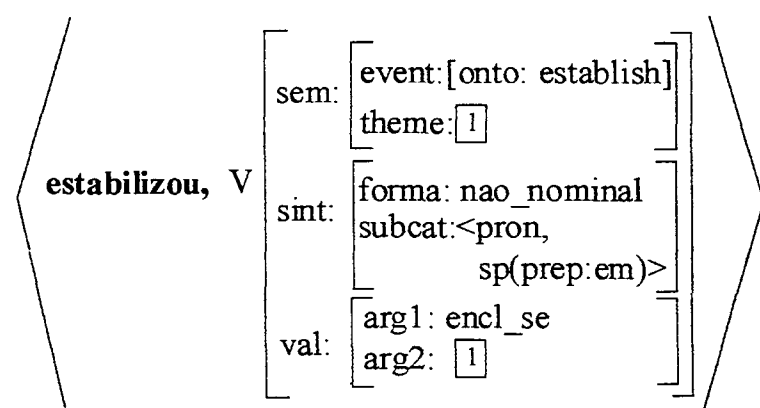 event:[onto: establish]
sem:
theme: 1
estabilizou, V
forma: nao_nominal
sint:
subcat:<pron,
sp(prep:em)>
arg1: encl_se
val:
arg2: 1